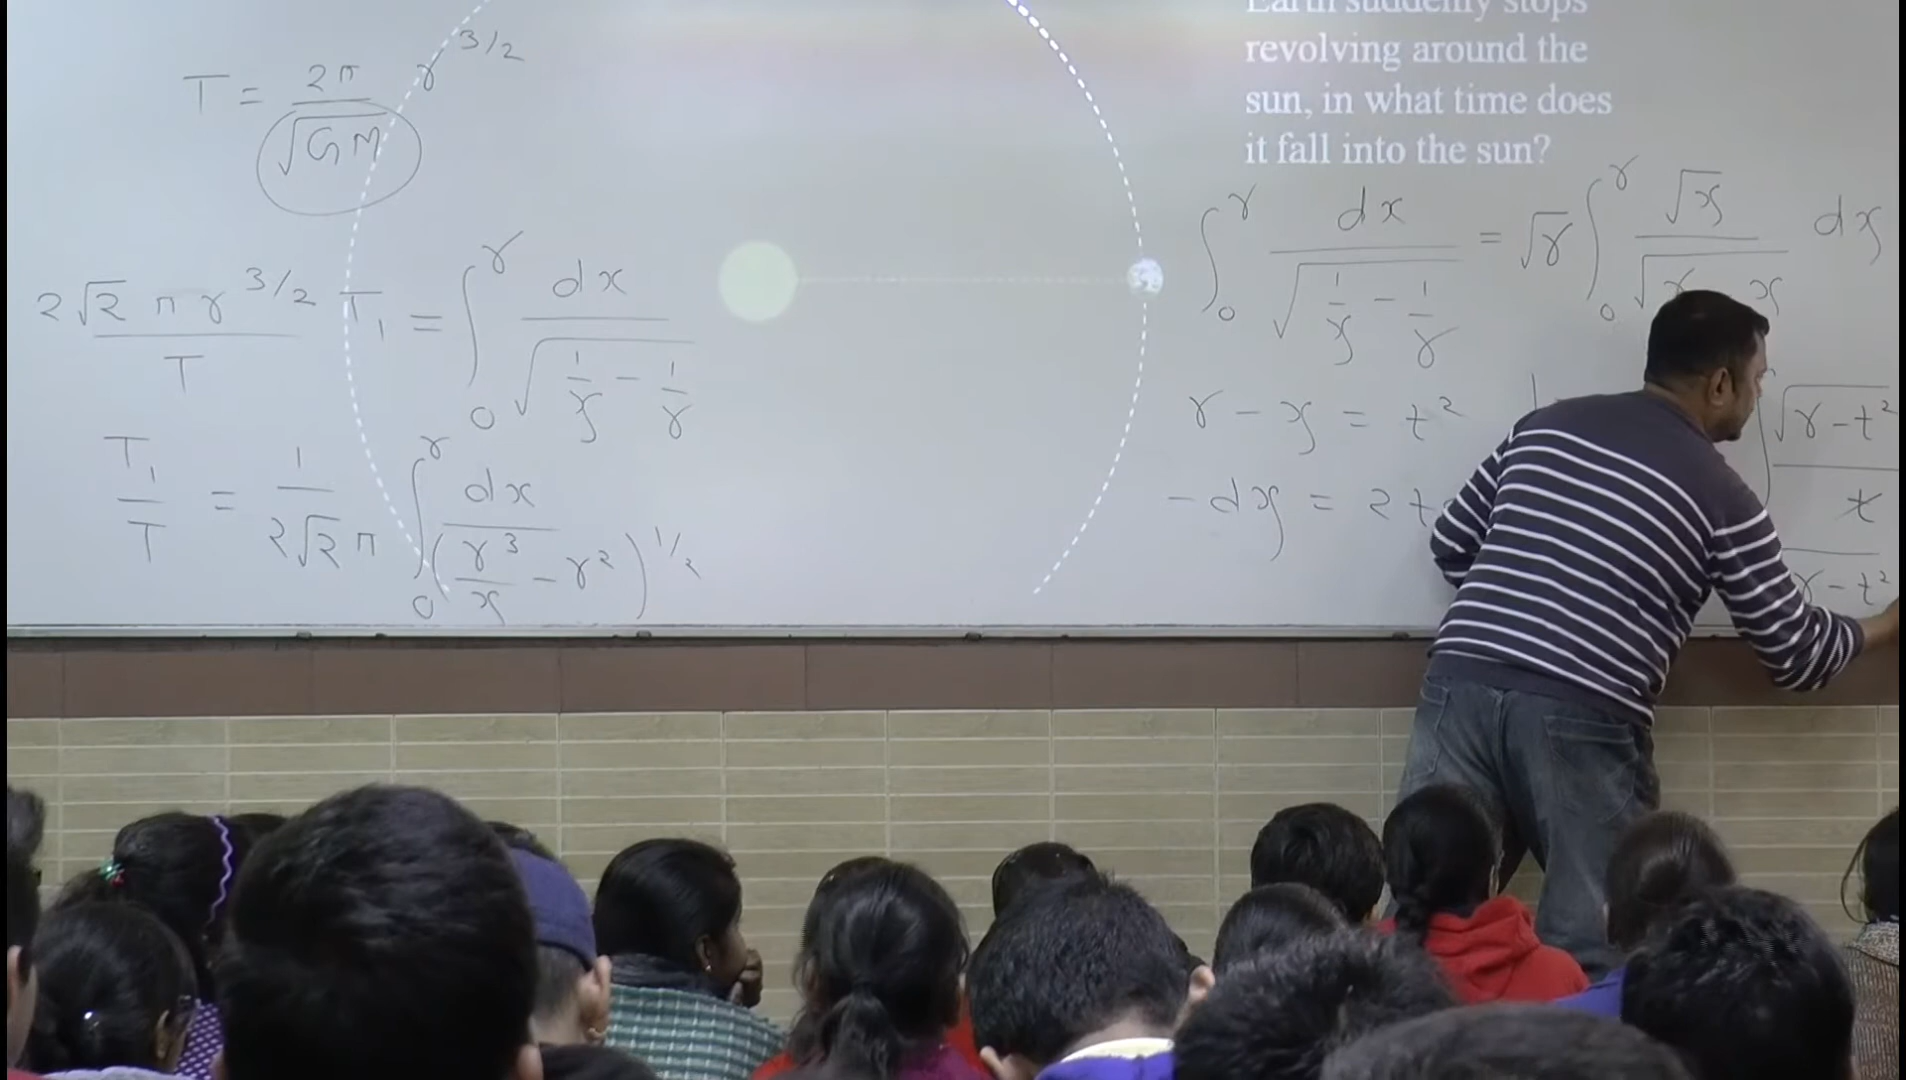 T = 2π / √GM r^3/2
2√2 π r^3/2 / T T₁ = ∫₀^r dx / √(1/x − 1/r)
T₁ / T = 1 / 2√2 π ∫₀^r dx / (r³/x − r²)^1/2
Earth suddenly stops
revolving around the
sun, in what time does
it fall into the sun?
∫₀^r dx / √(1/x − 1/r) = √r ∫₀^r √x / √r x dx
r − x = t²
√r − t²
t
− dx = 2t
r − t²